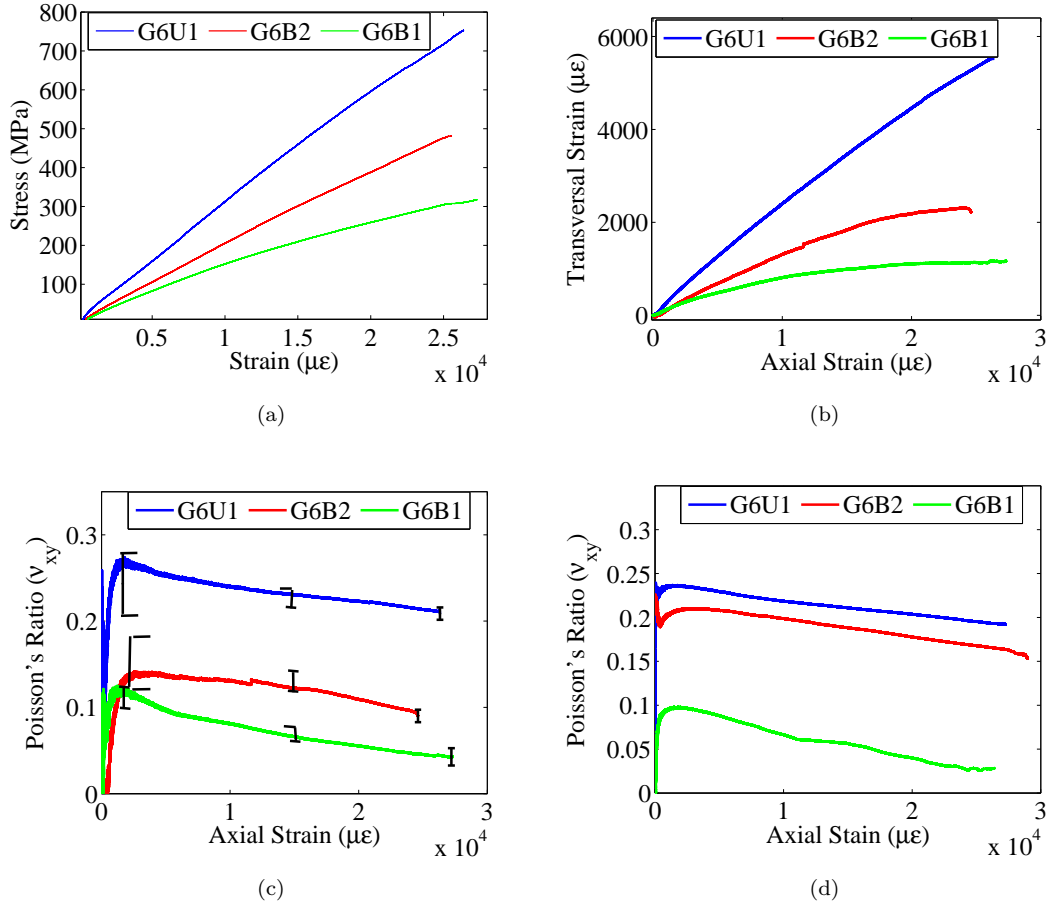 G6U1 G6B2 G6B1
800
700
600
500
400
300
200
100
Stress (MPa)
0.5 1 1.5 2 2.5
Strain (με)
x 10^4
(a)
G6U1 G6B2 G6B1
6000
4000
2000
0
Transversal Strain (με)
0 1 2 3
Axial Strain (με)
x 10^4
(b)
G6U1 G6B2 G6B1
0.3
0.2
0.1
0
Poisson's Ratio (ν_xy)
0 1 2 3
Axial Strain (με)
x 10^4
(c)
G6U1 G6B2 G6B1
0.3
0.25
0.2
0.15
0.1
0.05
0
Poisson's Ratio (ν_xy)
0 1 2 3
Axial Stain (με)
x 10^4
(d)